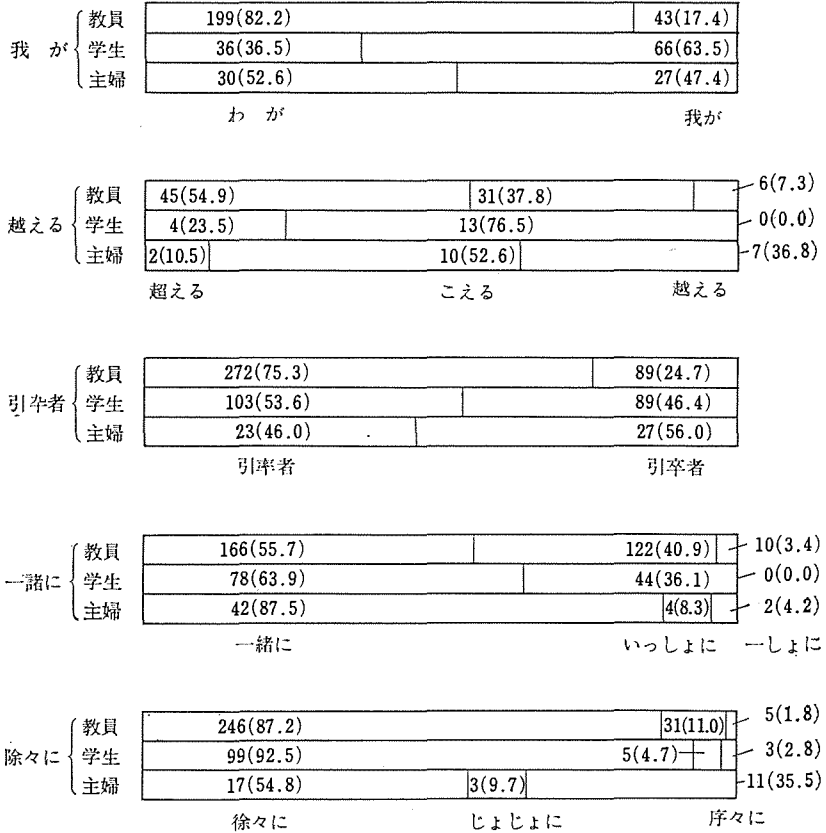 教員 199(82.2) 43(17.4)
我が 学生 36(36.5) 66(63.5)
主婦 30(52.6) 27(47.4)
わが 我が
教員 45(54.9) 31(37.8) 6(7.3)
越える 学生 4(23.5) 13(76.5) 0(0.0)
主婦 2(10.5) 10(52.6) 7(36.8)
超える こえる 越える
教員 272(75.3) 89(24.7)
引卆者 学生 103(53.6) 89(46.4)
主婦 23(46.0) 27(56.0)
引率者 引卒者
教員 166(55.7) 122(40.9) 10(3.4)
一諸に 学生 78(63.9) 44(36.1) 0(0.0)
主婦 42(87.5) 4(8.3) 2(4.2)
一緒に いっしょに 一しょに
教員 246(87.2) 31(11.0) 5(1.8)
除々に 学生 99(92.5) 5(4.7) 3(2.8)
主婦 17(54.8) 3(9.7) 11(35.5)
徐々に じょじょに 序々に